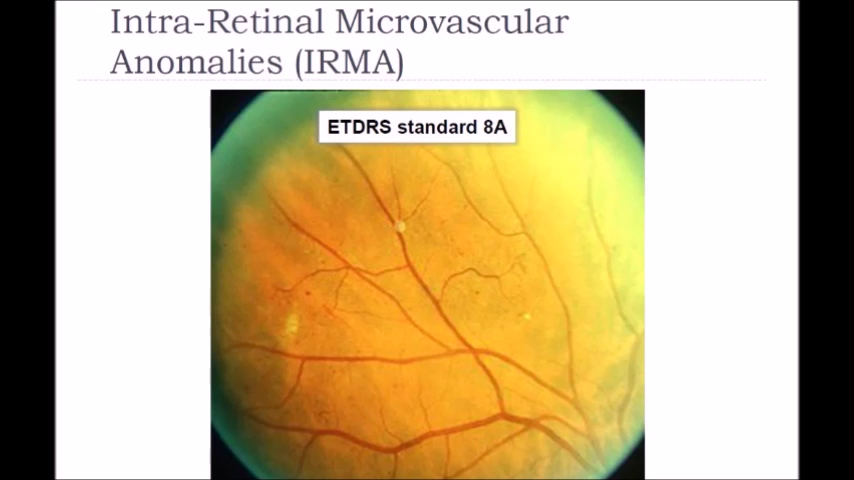 Intra-Retinal Microvascular
Anomalies (IRMA)
ETDRS standard 8A